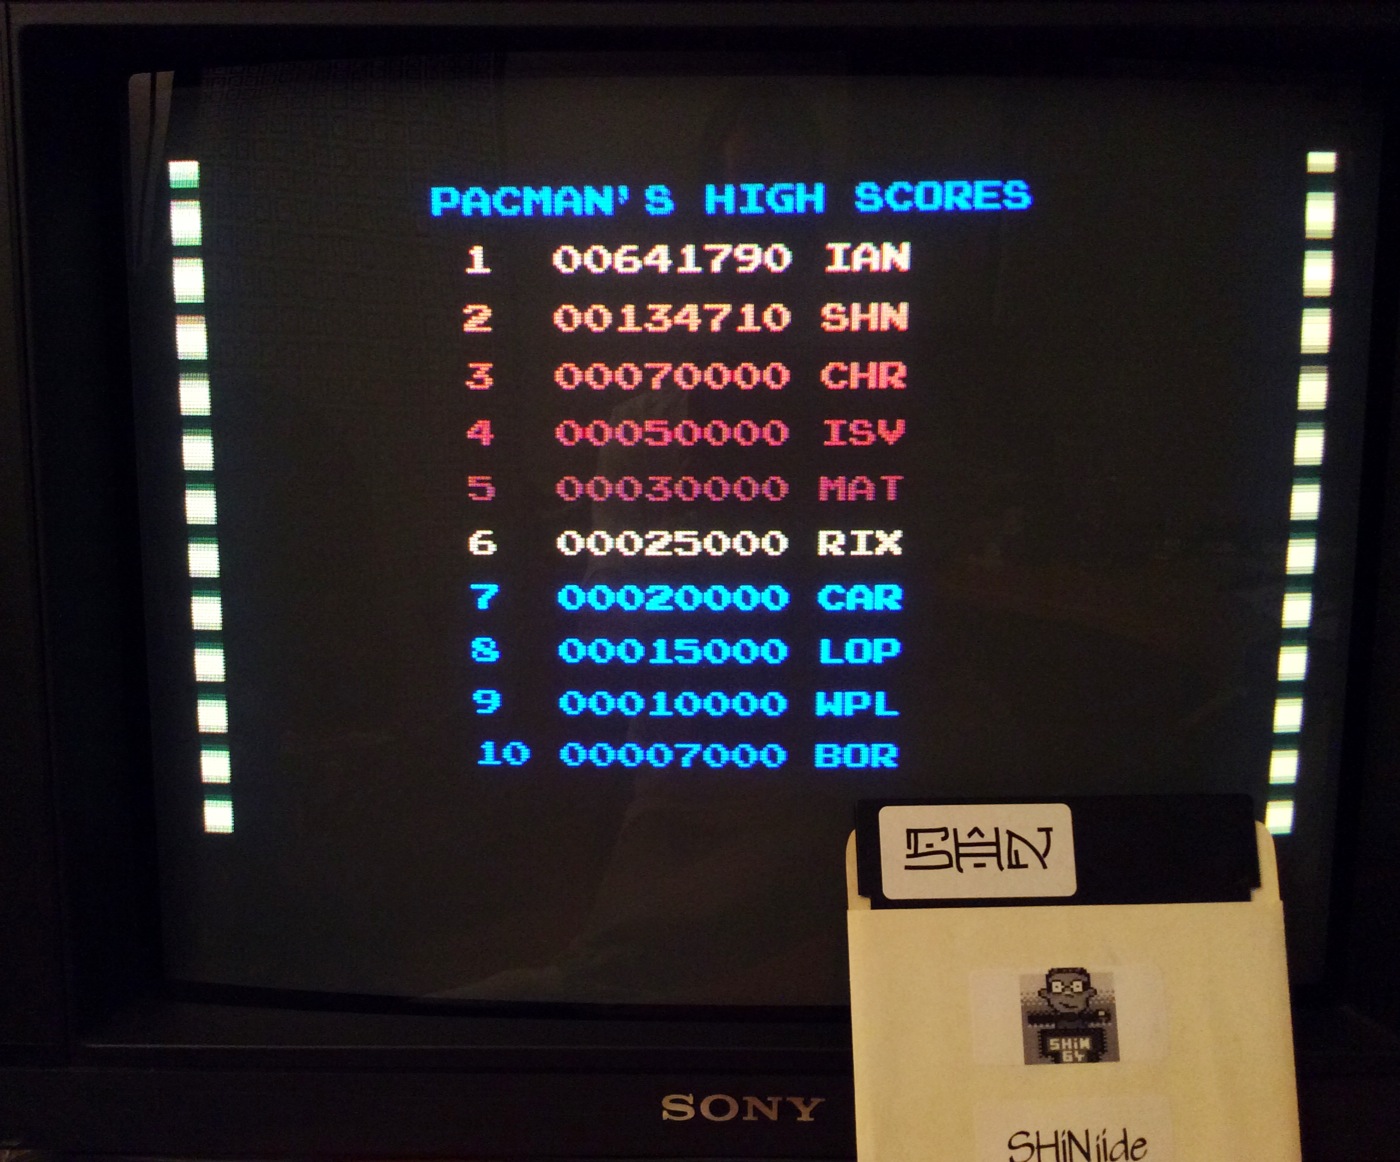 PACMAN'S HIGH SCORES
1 00641790 IAN
2 00134710 SHN
3 00070000 CHR
4 00050000 ISV
5 00030000 MAT
6 00025000 RIX
7 00020000 CAR
8 00015000 LOP
9 00010000 WPL
10 00007000 BOR
SHN
SHiN
64
SONY
SHiNjide